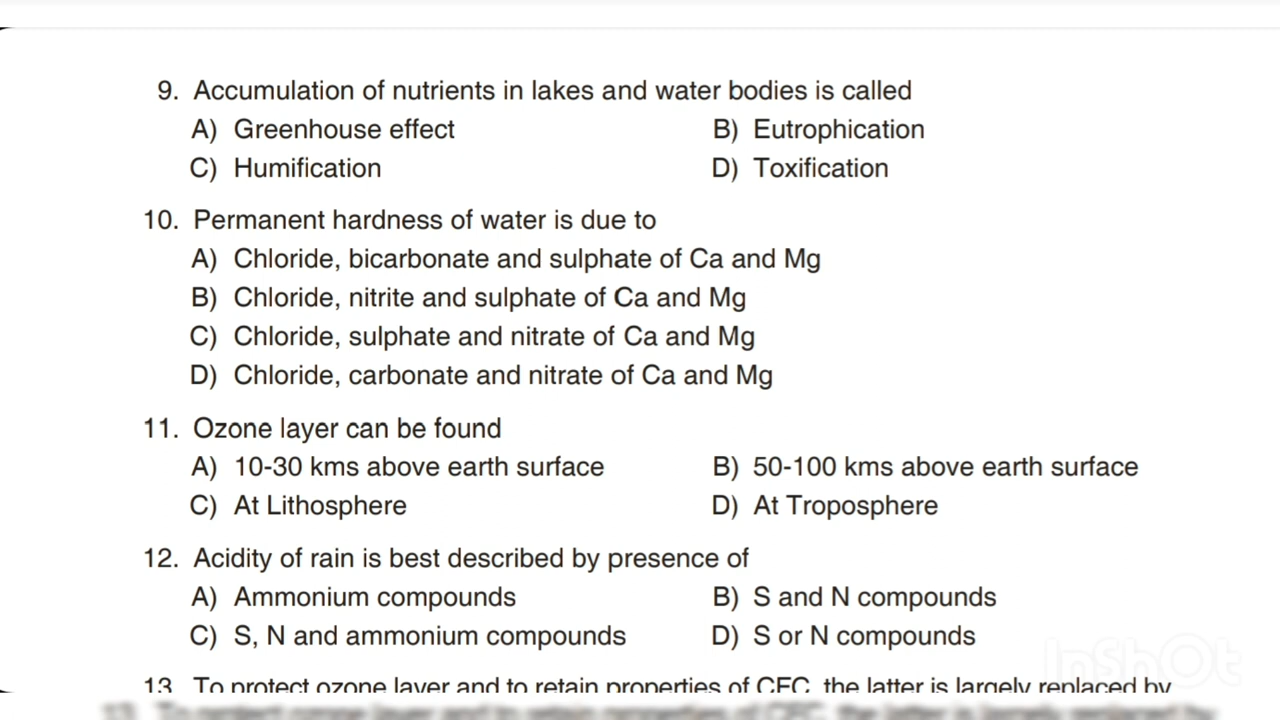 9. Accumulation of nutrients in lakes and water bodies is called
A) Greenhouse effect B) Eutrophication
C) Humification D) Toxification
10. Permanent hardness of water is due to
A) Chloride, bicarbonate and sulphate of Ca and Mg
B) Chloride, nitrite and sulphate of Ca and Mg
C) Chloride, sulphate and nitrate of Ca and Mg
D) Chloride, carbonate and nitrate of Ca and Mg
11. Ozone layer can be found
A) 10-30 kms above earth surface B) 50-100 kms above earth surface
C) At Lithosphere D) At Troposphere
12. Acidity of rain is best described by presence of
A) Ammonium compounds B) S and N compounds
C) S, N and ammonium compounds D) S or N compounds
InShOt
13. To protect ozone layer and to retain properties of CFC, the latter is largely replaced by